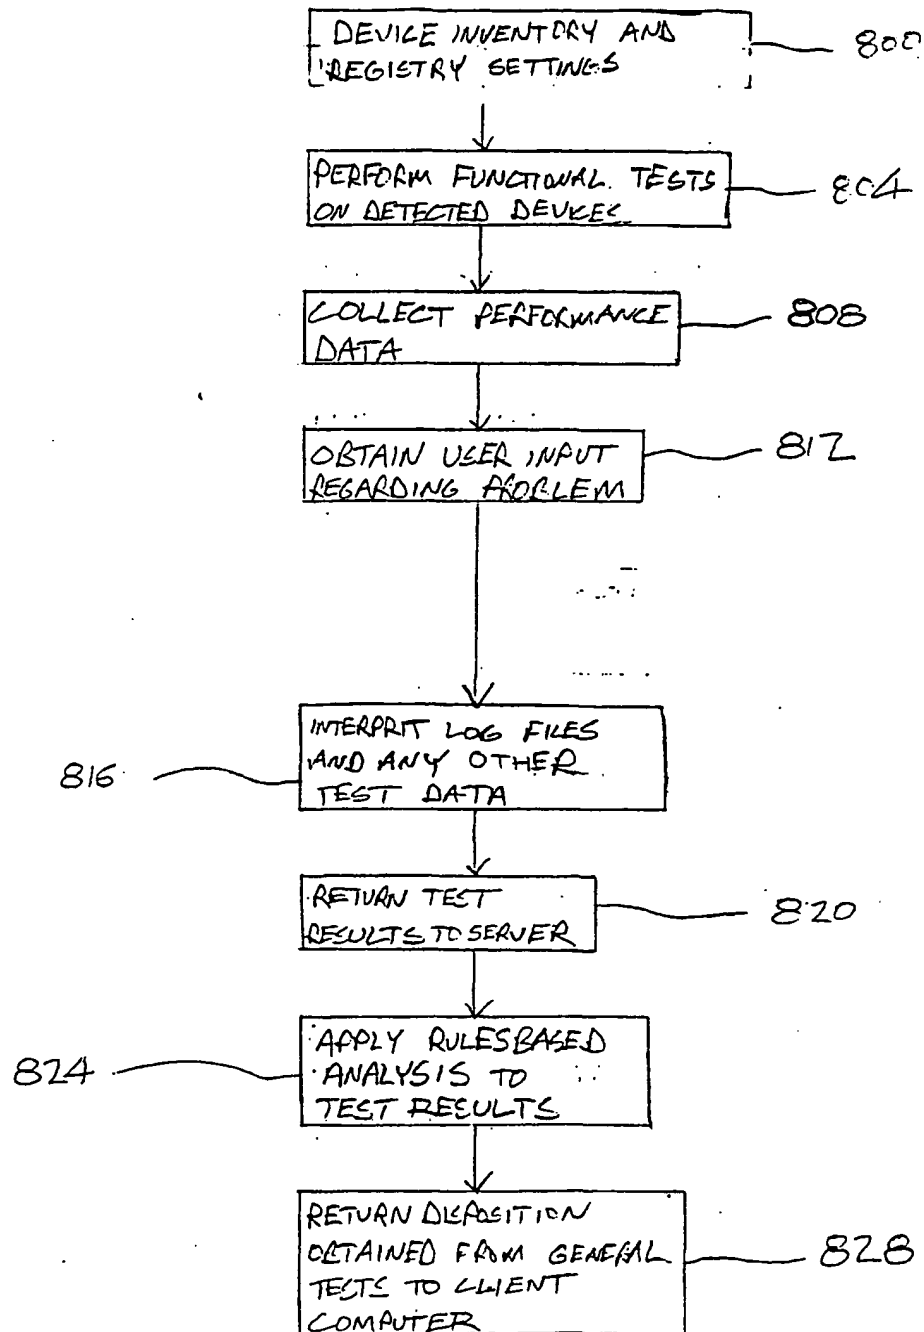 DEVICE INVENTORY AND
REGISTRY SETTINGS
800
PERFORM FUNCTIONAL TESTS
ON DETECTED DEVICES
804
COLLECT PERFORMANCE
DATA
808
OBTAIN USER INPUT
REGARDING PROBLEM
812
INTERPRIT LOG FILES
AND ANY OTHER
TEST DATA
816
RETURN TEST
RESULTS TO SERVER
820
APPLY RULESBASED
ANALYSIS TO
TEST RESULTS
824
RETURN DISPOSITION
OBTAINED FROM GENERAL
TESTS TO CLIENT
COMPUTER
828